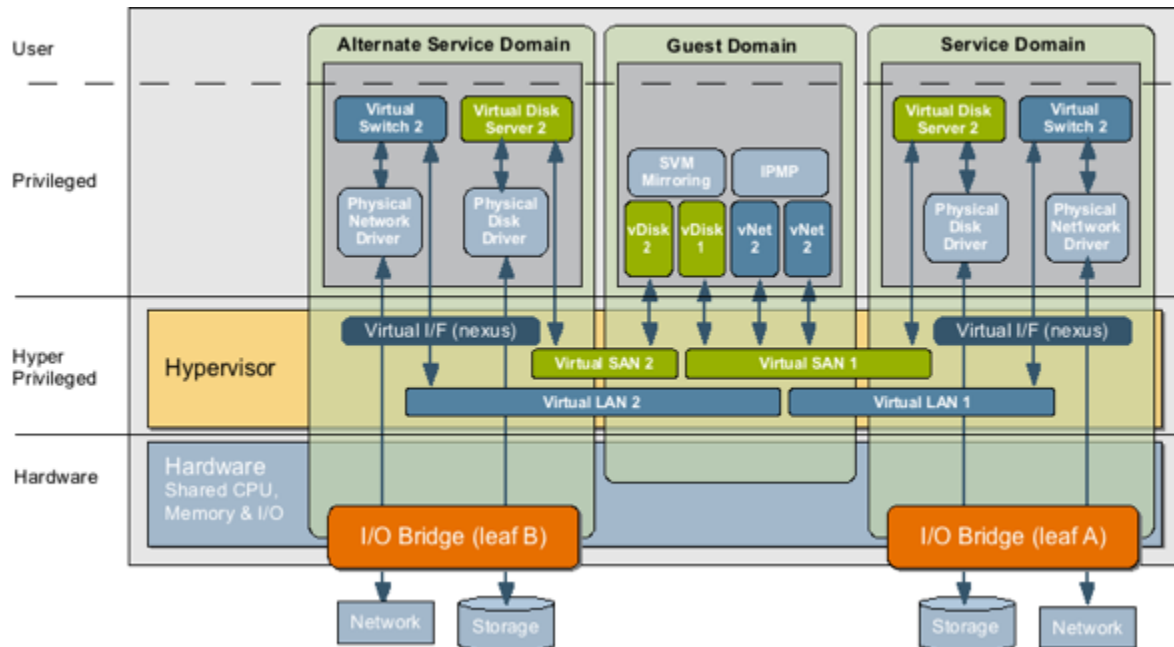 User
Privileged
Hyper
Privileged
Hardware
Alternate Service Domain
Guest Domain
Service Domain
Virtual
Switch 2
Virtual Disk
Server 2
Physical
Network
Driver
Physical
Disk
Driver
SVM
Mirroring
IPMP
vDisk
2
vDisk
1
vNet
2
vNet
2
Virtual Disk
Server 2
Virtual
Switch 2
Physical
Disk
Driver
Physical
Net1work
Driver
Hypervisor
Virtual I/F (nexus)
Virtual I/F (nexus)
Virtual SAN 2
Virtual SAN 1
Virtual LAN 2
Virtual LAN 1
Hardware
Shared CPU,
Memory & I/O
I/O Bridge (leaf B)
I/O Bridge (leaf A)
Network
Storage
Storage
Network